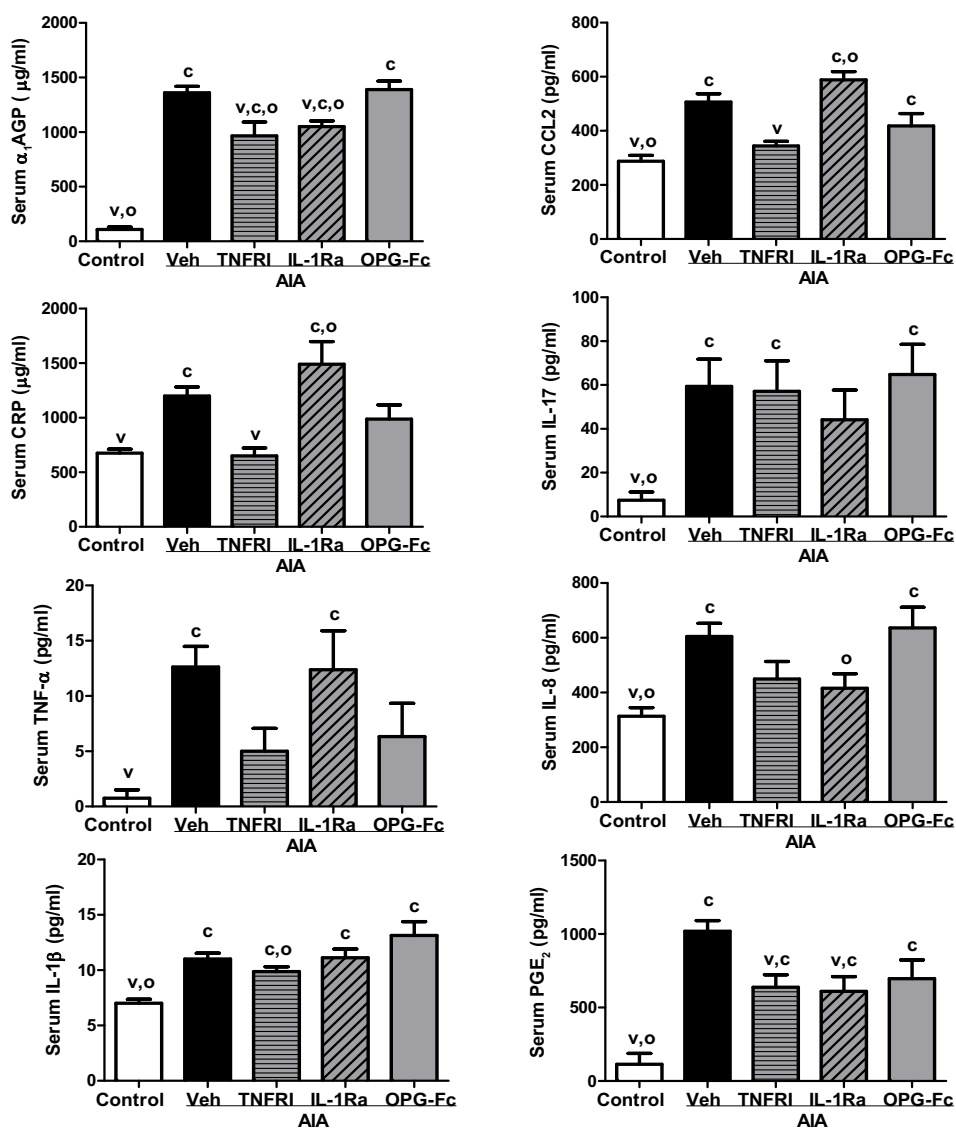 Serum α₁AGP ( μg/ml)
2000
1500
1000
500
0
v,o
c
v,c,o
v,c,o
c
Control Veh TNFRI IL-1Ra OPG-Fc
AIA
Serum CCL2 (pg/ml)
800
600
400
200
0
v,o
c
v
c,o
c
Control Veh TNFRI IL-1Ra OPG-Fc
AIA
Serum CRP (μg/ml)
2000
1500
1000
500
0
v
c
v
c,o
Control Veh TNFRI IL-1Ra OPG-Fc
AIA
Serum IL-17 (pg/ml)
100
80
60
40
20
0
v,o
c
c
c
Control Veh TNFRI IL-1Ra OPG-Fc
AIA
Serum TNF-α (pg/ml)
20
15
10
5
0
v
c
c
Control Veh TNFRI IL-1Ra OPG-Fc
AIA
Serum IL-8 (pg/ml)
800
600
400
200
0
v,o
c
o
c
Control Veh TNFRI IL-1Ra OPG-Fc
AIA
Serum IL-1β (pg/ml)
20
15
10
5
0
v,o
c
c,o
c
c
Control Veh TNFRI IL-1Ra OPG-Fc
AIA
Serum PGE₂ (pg/ml)
1500
1000
500
0
v,o
c
v,c
v,c
c
Control Veh TNFRI IL-1Ra OPG-Fc
AIA